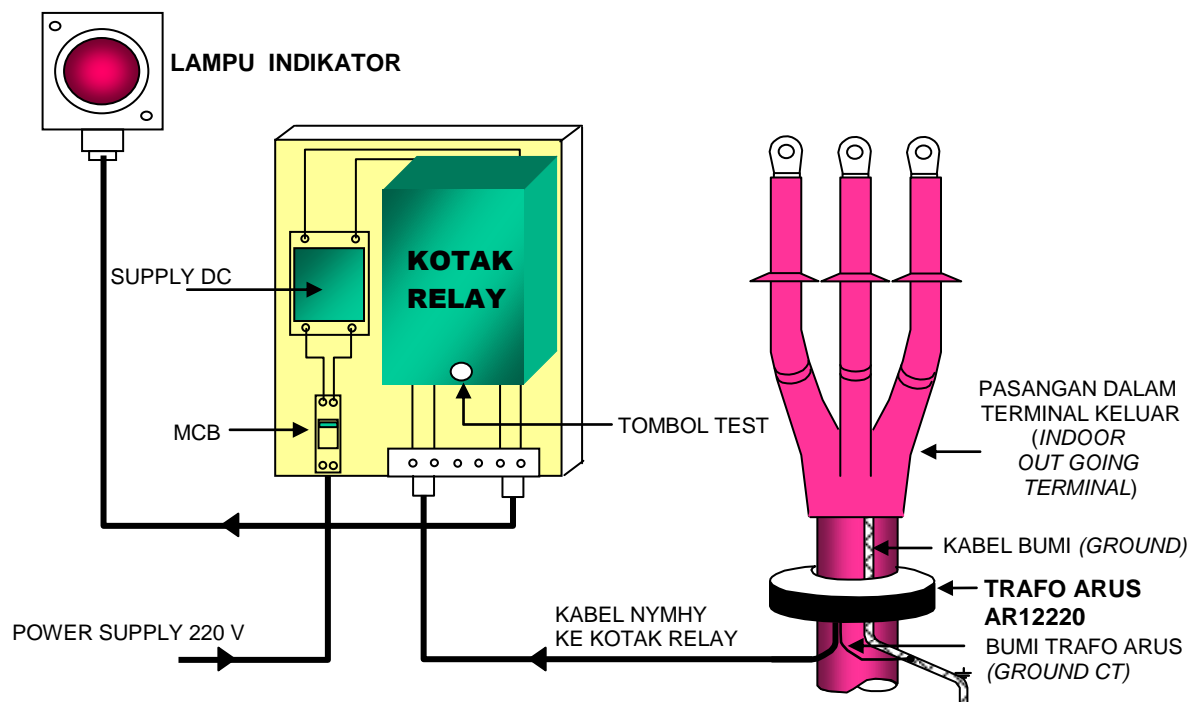 LAMPU INDIKATOR
KOTAK
RELAY
SUPPLY DC
MCB
TOMBOL TEST
PASANGAN DALAM
TERMINAL KELUAR
(INDOOR
OUT GOING
TERMINAL)
KABEL BUMI (GROUND)
TRAFO ARUS
AR12220
KABEL NYMHY
KE KOTAK RELAY
BUMI TRAFO ARUS
(GROUND CT)
POWER SUPPLY 220 V